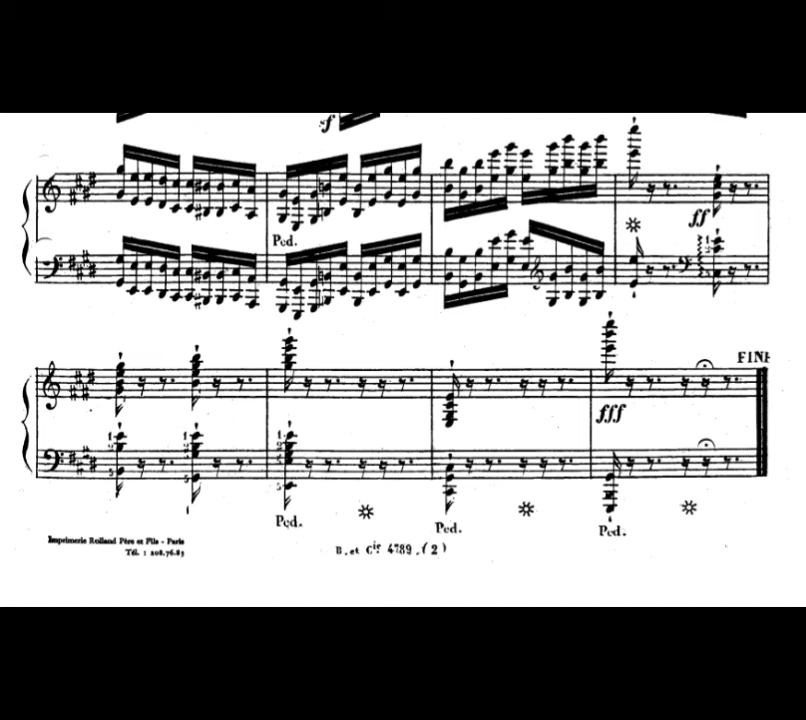 sf
Ped.
ff
FINE
fff
Ped.
Ped.
Ped.
Imprimerie Rolland Père et Fils - Paris
Tél. : 208.76.83
B. et Cie 4789.(2)